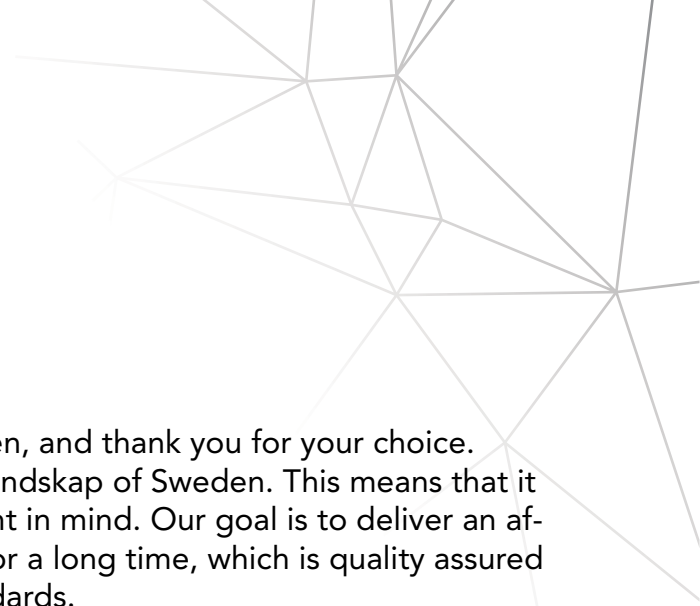 en, and thank you for your choice.
ndskap of Sweden. This means that it
nt in mind. Our goal is to deliver an af-
or a long time, which is quality assured
dards.